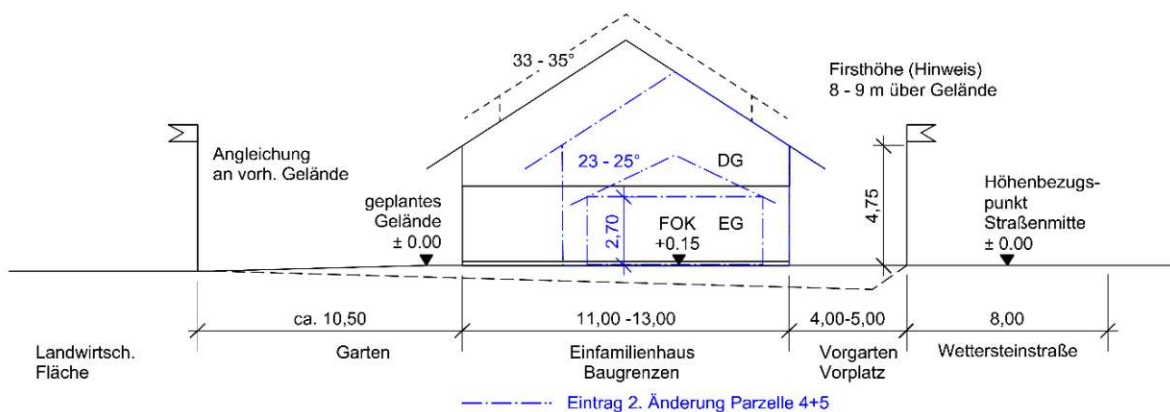 33 - 35°
Firsthöhe (Hinweis)
8 - 9 m über Gelände
Angleichung
an vorh. Gelände
23 - 25°
DG
geplantes
Gelände
± 0.00
2,70
FOK
+0.15
EG
4,75
Höhenbezugs-
punkt
Straßenmitte
± 0.00
ca. 10,50
11,00 -13,00
4,00-5,00
8,00
Landwirtsch.
Fläche
Garten
Einfamilienhaus
Baugrenzen
Vorgarten
Vorplatz
Wettersteinstraße
Eintrag 2. Änderung Parzelle 4+5